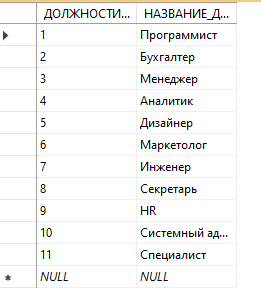 ДОЛЖНОСТИ... НАЗВАНИЕ_Д...
1 Программист
2 Бухгалтер
3 Менеджер
4 Аналитик
5 Дизайнер
6 Маркетолог
7 Инженер
8 Секретарь
9 HR
10 Системный ад...
11 Специалист
NULL NULL